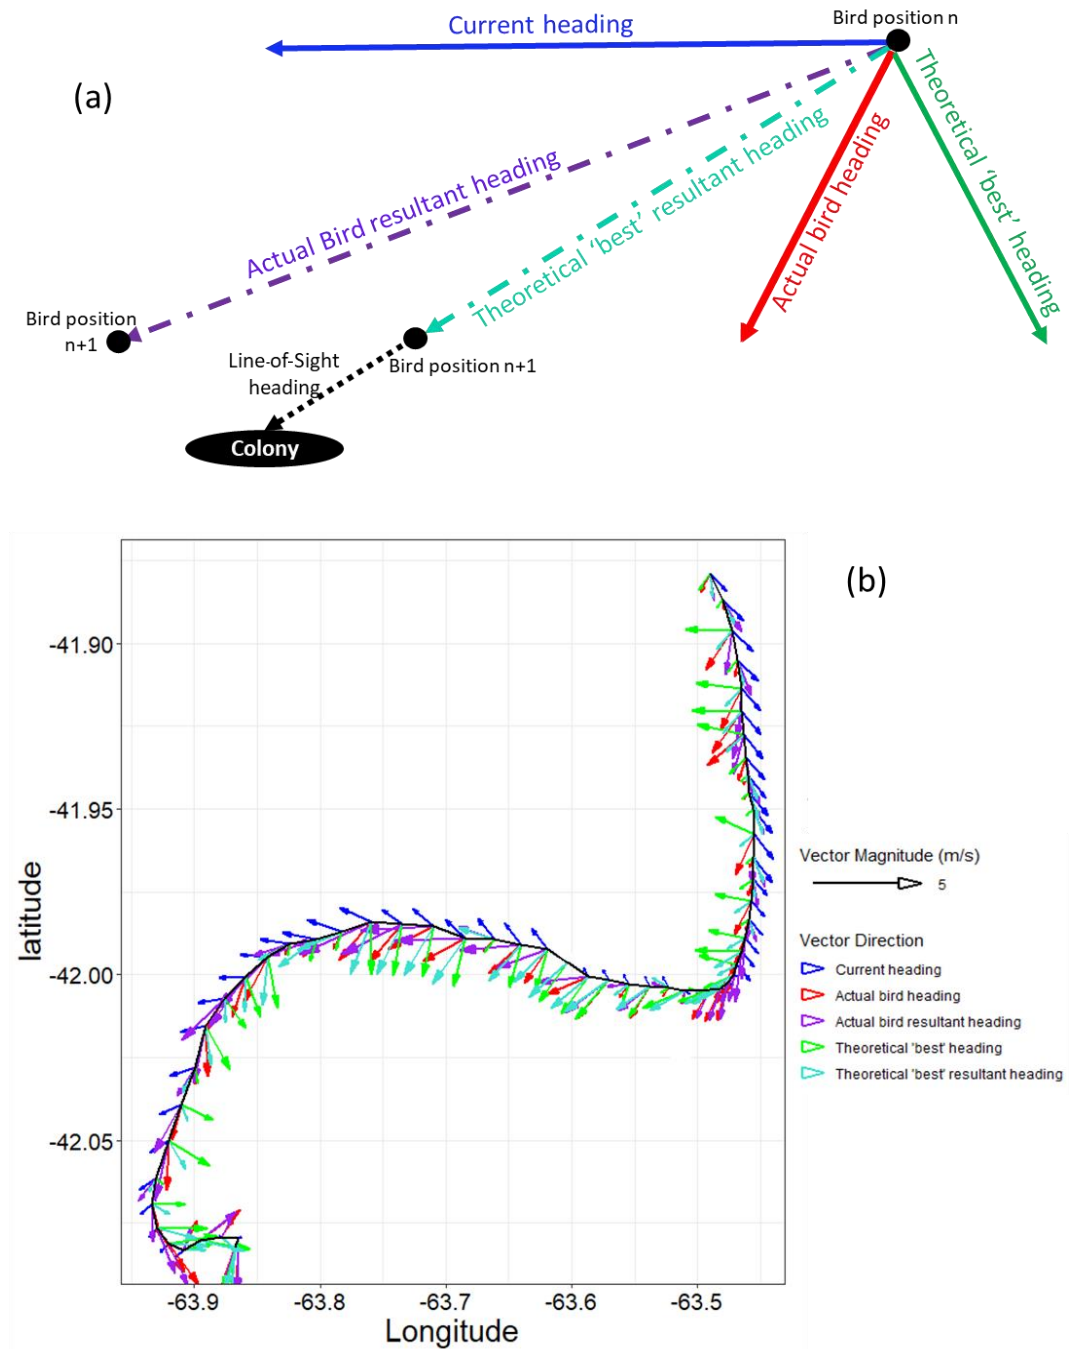 Current heading
Bird position n
(a)
Actual Bird resultant heading
Theoretical ‘best’ resultant heading
Actual bird heading
Theoretical ‘best’ heading
Bird position
n+1
Line-of-Sight
heading
Bird position n+1
Colony
(b)
-41.90
-41.95
-42.00
-42.05
latitude
-63.9
-63.8
-63.7
-63.6
-63.5
Longitude
Vector Magnitude (m/s)
5
Vector Direction
Current heading
Actual bird heading
Actual bird resultant heading
Theoretical 'best' heading
Theoretical 'best' resultant heading